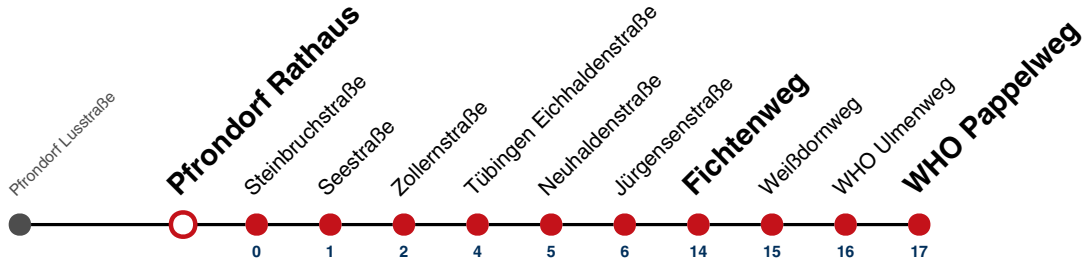 Pfrondorf Lusstraße
Pfrondorf Rathaus
Steinbruchstraße
Seestraße
Zollernstraße
Tübingen Eichhaldenstraße
Neuhaldenstraße
Jürgensenstraße
Fichtenweg
Weißdornweg
WHO Ulmenweg
WHO Pappelweg
0 1 2 4 5 6 14 15 16 17